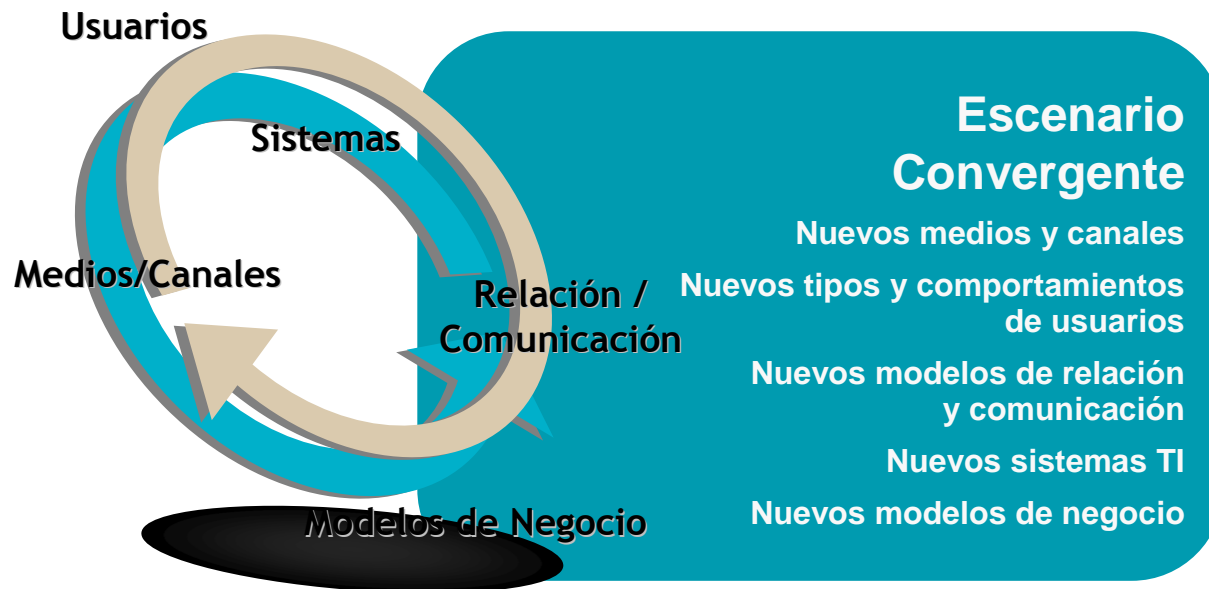 Usuarios
Sistemas
Medios/Canales
Relación /
Comunicación
Modelos de Negocio
Escenario
Convergente
Nuevos medios y canales
Nuevos tipos y comportamientos
de usuarios
Nuevos modelos de relación
y comunicación
Nuevos sistemas TI
Nuevos modelos de negocio